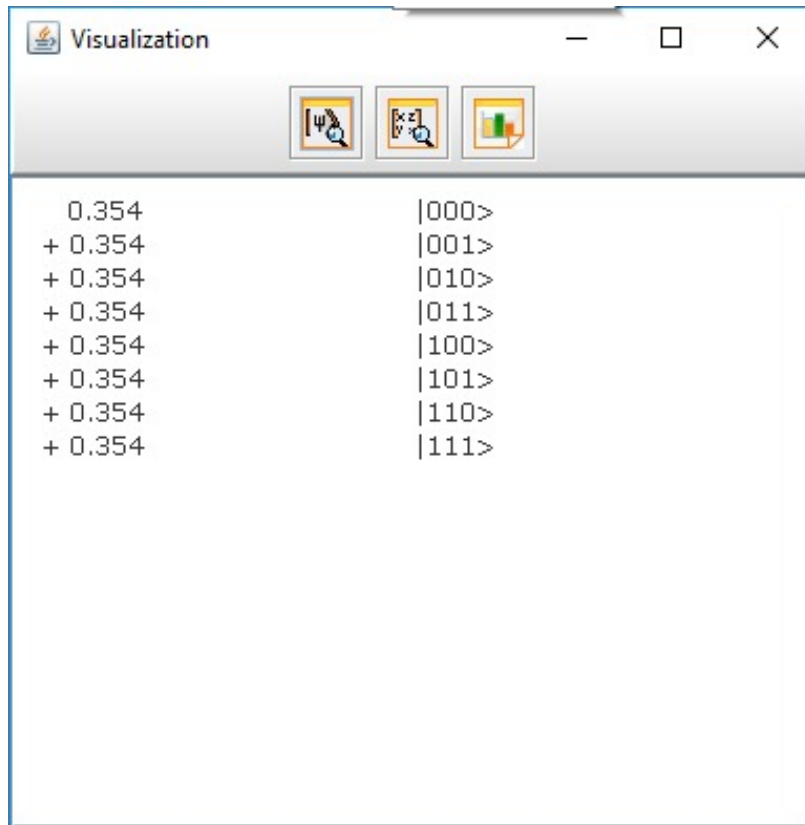 Visualization
0.354 |000>
+ 0.354 |001>
+ 0.354 |010>
+ 0.354 |011>
+ 0.354 |100>
+ 0.354 |101>
+ 0.354 |110>
+ 0.354 |111>